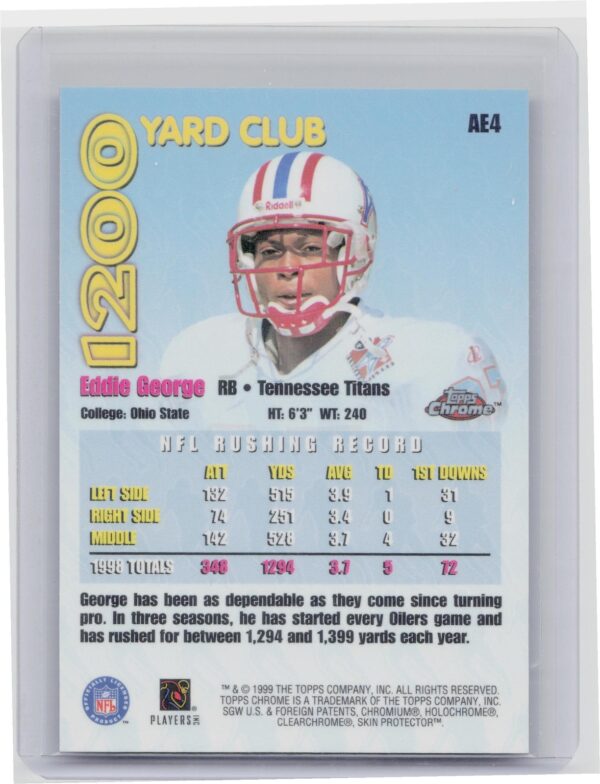 1200 YARD CLUB
AE4
Riddell
Eddie George RB • Tennessee Titans
College: Ohio State HT: 6'3" WT: 240
Topps Chrome™
NFL RUSHING RECORD
ATT YDS AVG TD 1ST DOWNS
LEFT SIDE 132 515 3.9 1 31
RIGHT SIDE 74 251 3.4 0 9
MIDDLE 142 528 3.7 4 32
1998 TOTALS 348 1294 3.7 5 72
George has been as dependable as they come since turning
pro. In three seasons, he has started every Oilers game and
has rushed for between 1,294 and 1,399 yards each year.
OFFICIALLY LICENSED PRODUCT
NFL
PLAYERS INC
™ & © 1999 THE TOPPS COMPANY, INC. ALL RIGHTS RESERVED.
TOPPS CHROME IS A TRADEMARK OF THE TOPPS COMPANY, INC.
SGW U.S. & FOREIGN PATENTS, CHROMIUM®, HOLOCHROME®,
CLEARCHROME®, SKIN PROTECTOR™.